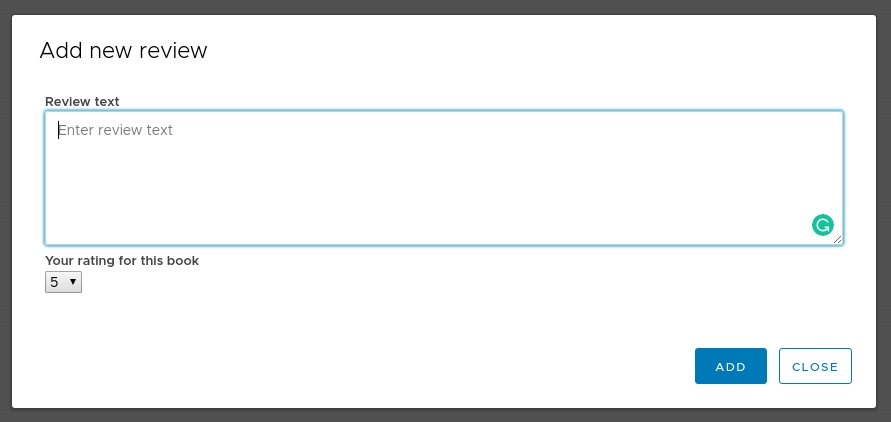 Add new review
Review text
Enter review text
Your rating for this book
5
ADD CLOSE